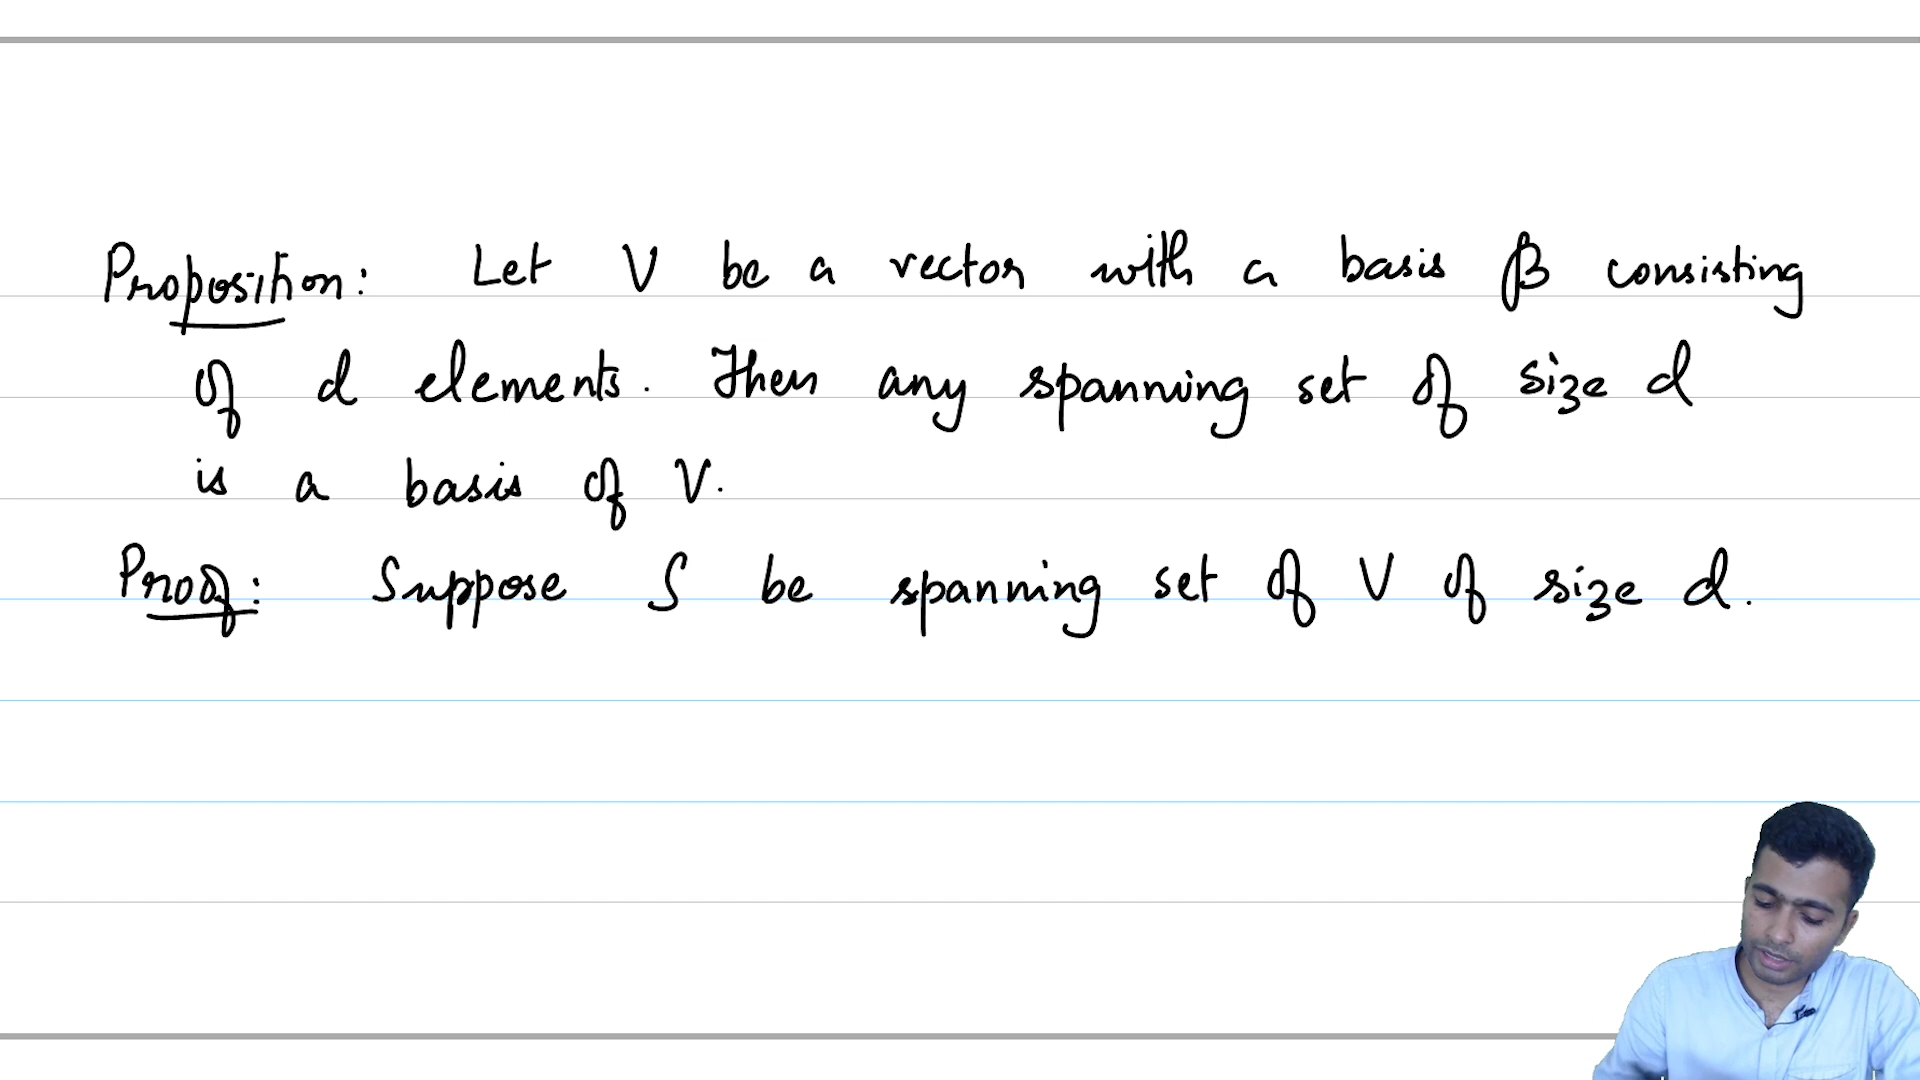 Proposition: Let V be a vector with a basis β consisting
of d elements. Then any spanning set of size d
is a basis of V.
Proof: Suppose S be spanning set of V of size d.